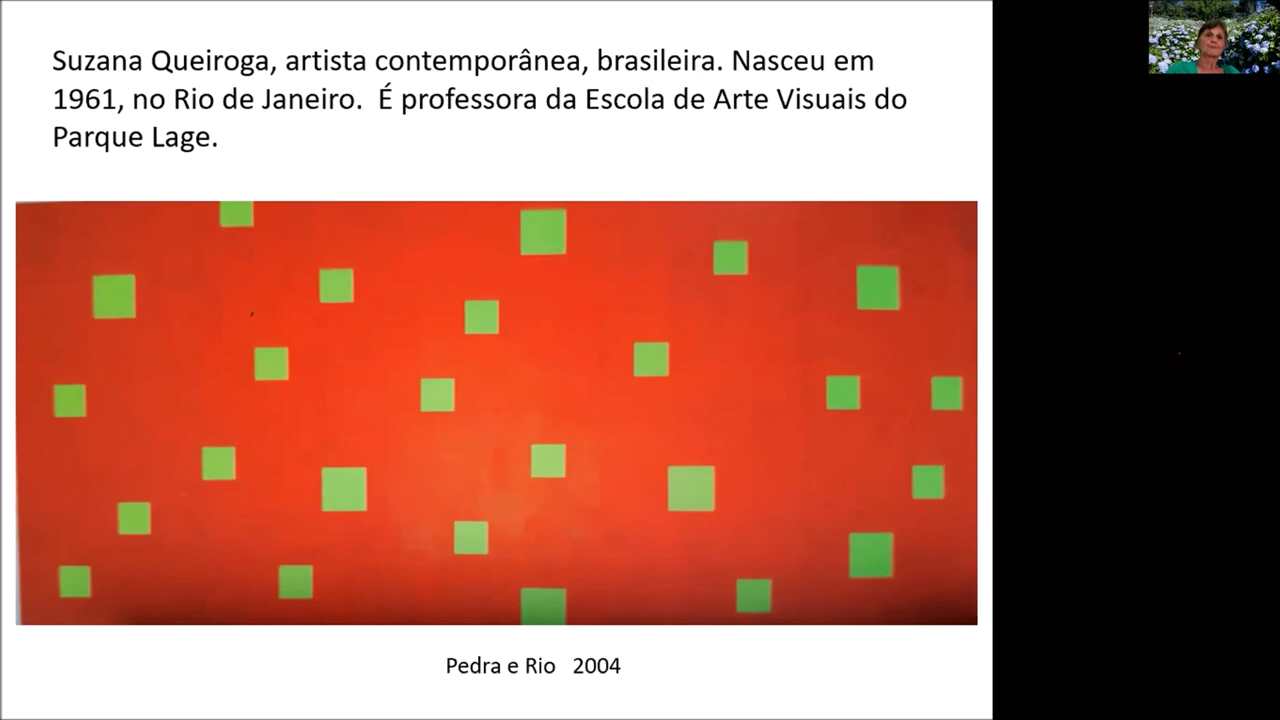 Suzana Queiroga, artista contemporânea, brasileira. Nasceu em
1961, no Rio de Janeiro.  É professora da Escola de Arte Visuais do
Parque Lage.
Pedra e Rio   2004